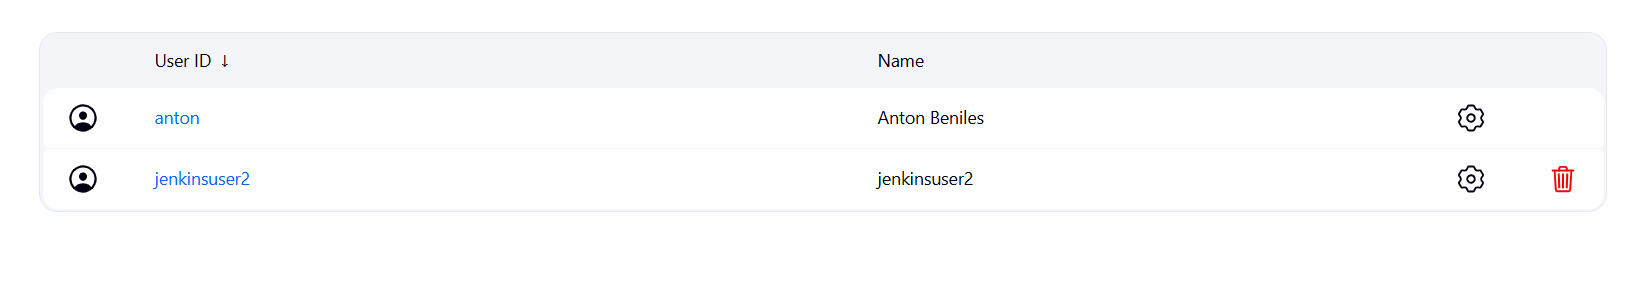 User ID ↓ Name
anton Anton Beniles
jenkinsuser2 jenkinsuser2